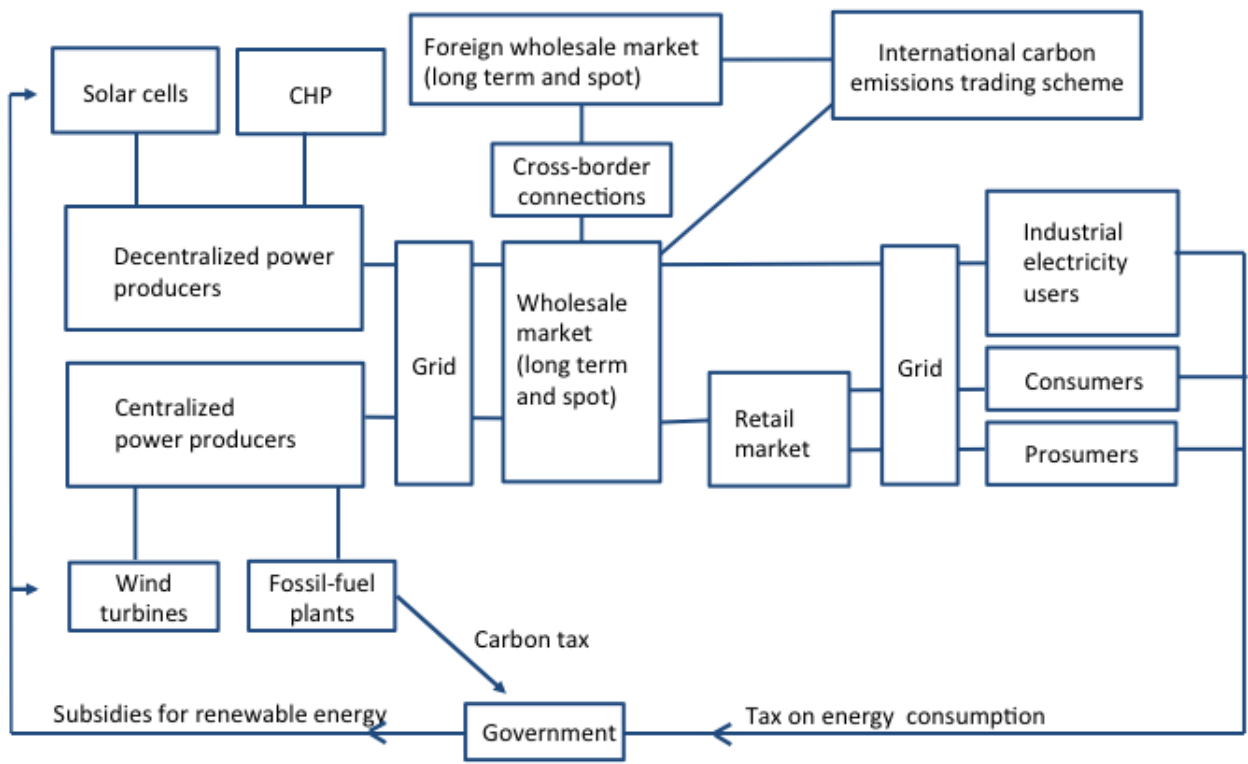 Solar cells
CHP
Foreign wholesale market
(long term and spot)
International carbon
emissions trading scheme
Cross-border
connections
Decentralized power
producers
Grid
Wholesale
market
(long term
and spot)
Grid
Industrial
electricity
users
Centralized
power producers
Retail
market
Consumers
Prosumers
Wind
turbines
Fossil-fuel
plants
Carbon tax
Subsidies for renewable energy
Government
Tax on energy consumption